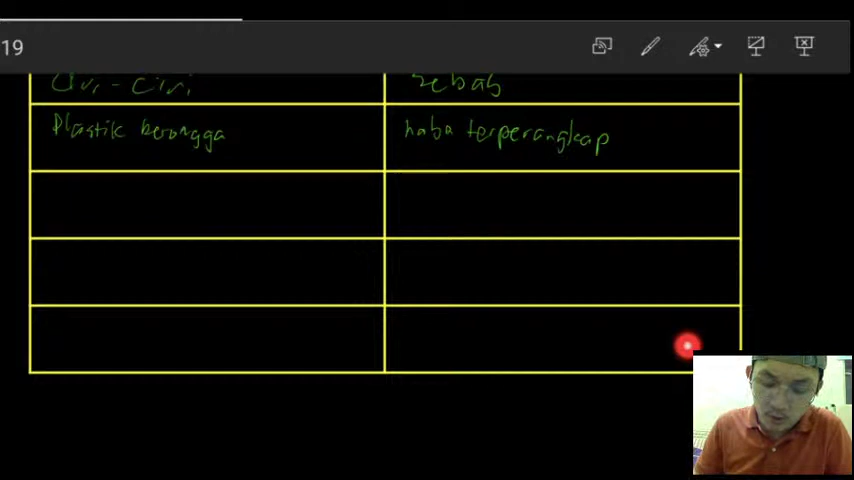 19
Ciri - Ciri
Sebab
Plastik berongga
haba terperangkap